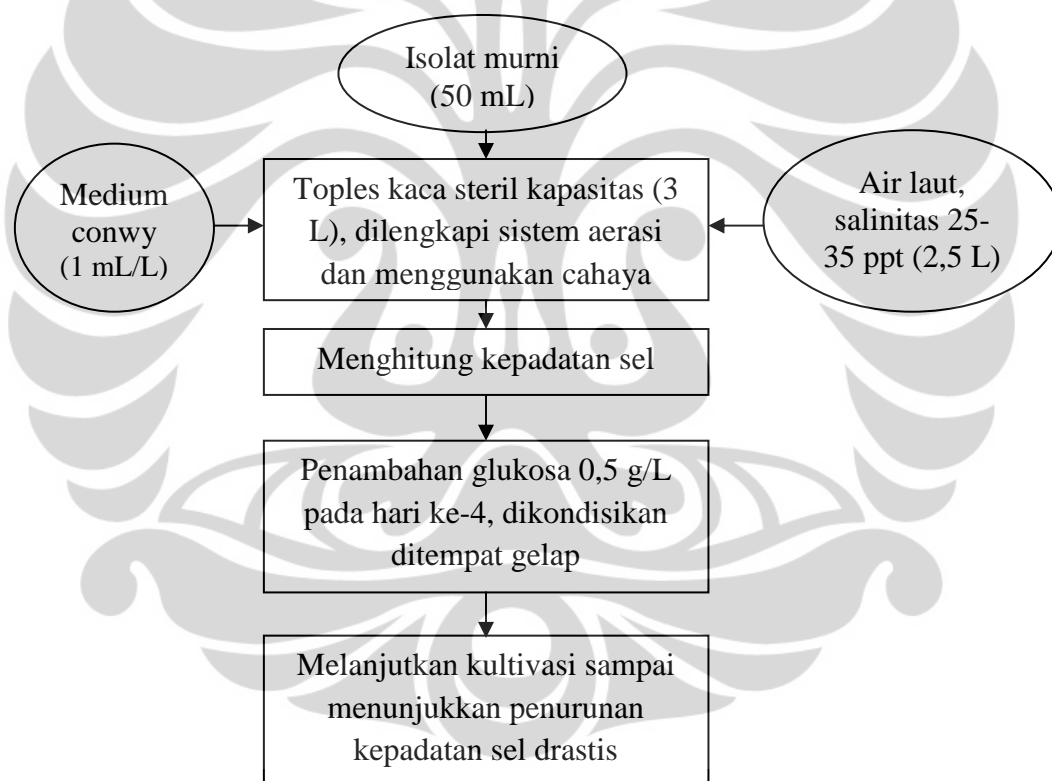 Isolat murni
(50 mL)
Medium
conwy
(1 mL/L)
Toples kaca steril kapasitas (3
L), dilengkapi sistem aerasi
dan menggunakan cahaya
Air laut,
salinitas 25-
35 ppt (2,5 L)
Menghitung kepadatan sel
Penambahan glukosa 0,5 g/L
pada hari ke-4, dikondisikan
ditempat gelap
Melanjutkan kultivasi sampai
menunjukkan penurunan
kepadatan sel drastis